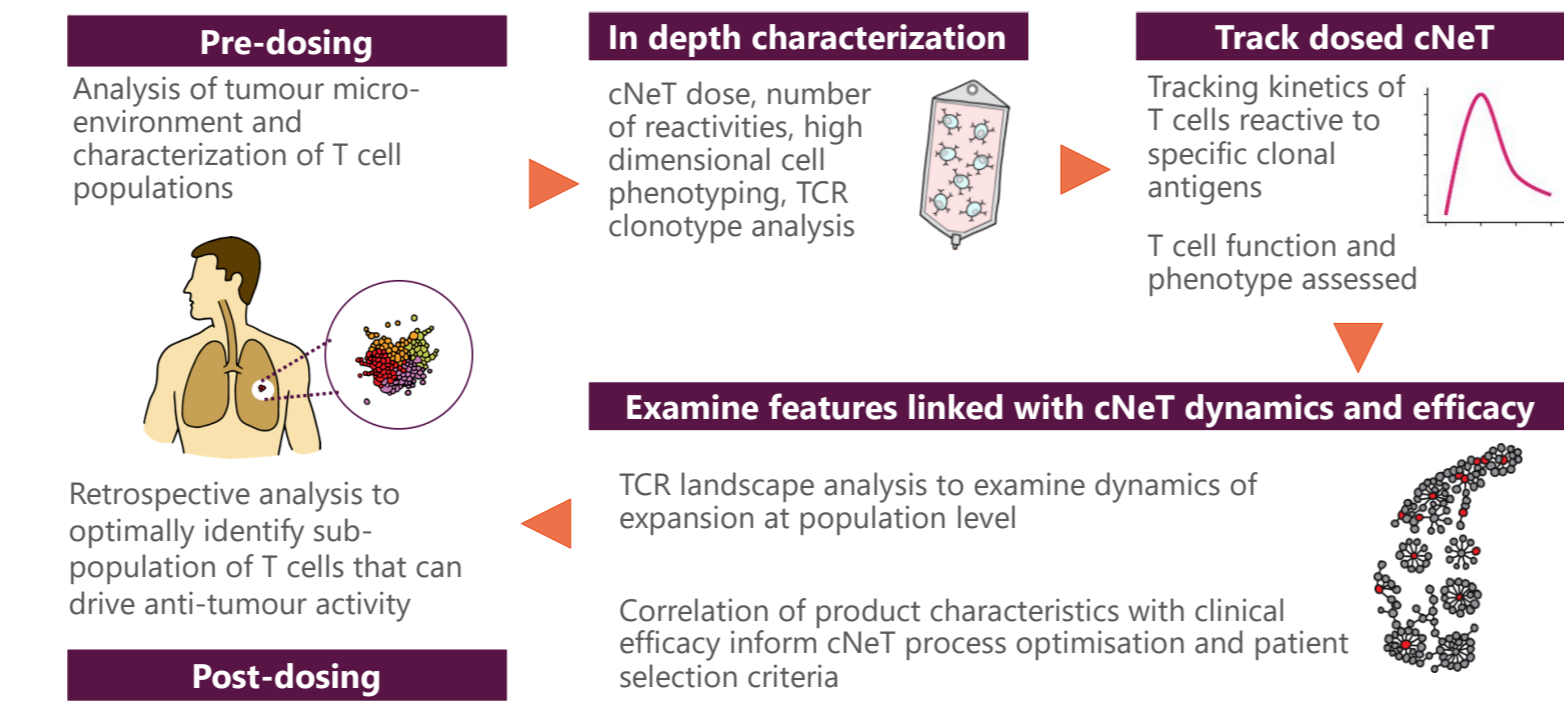 Pre-dosing
Analysis of tumour micro-
environment and
characterization of T cell
populations
In depth characterization
cNeT dose, number
of reactivities, high
dimensional cell
phenotyping, TCR
clonotype analysis
Track dosed cNeT
Tracking kinetics of
T cells reactive to
specific clonal
antigens
T cell function and
phenotype assessed
Examine features linked with cNeT dynamics and efficacy
TCR landscape analysis to examine dynamics of
expansion at population level
Correlation of product characteristics with clinical
efficacy inform cNeT process optimisation and patient
selection criteria
Retrospective analysis to
optimally identify sub-
population of T cells that can
drive anti-tumour activity
Post-dosing